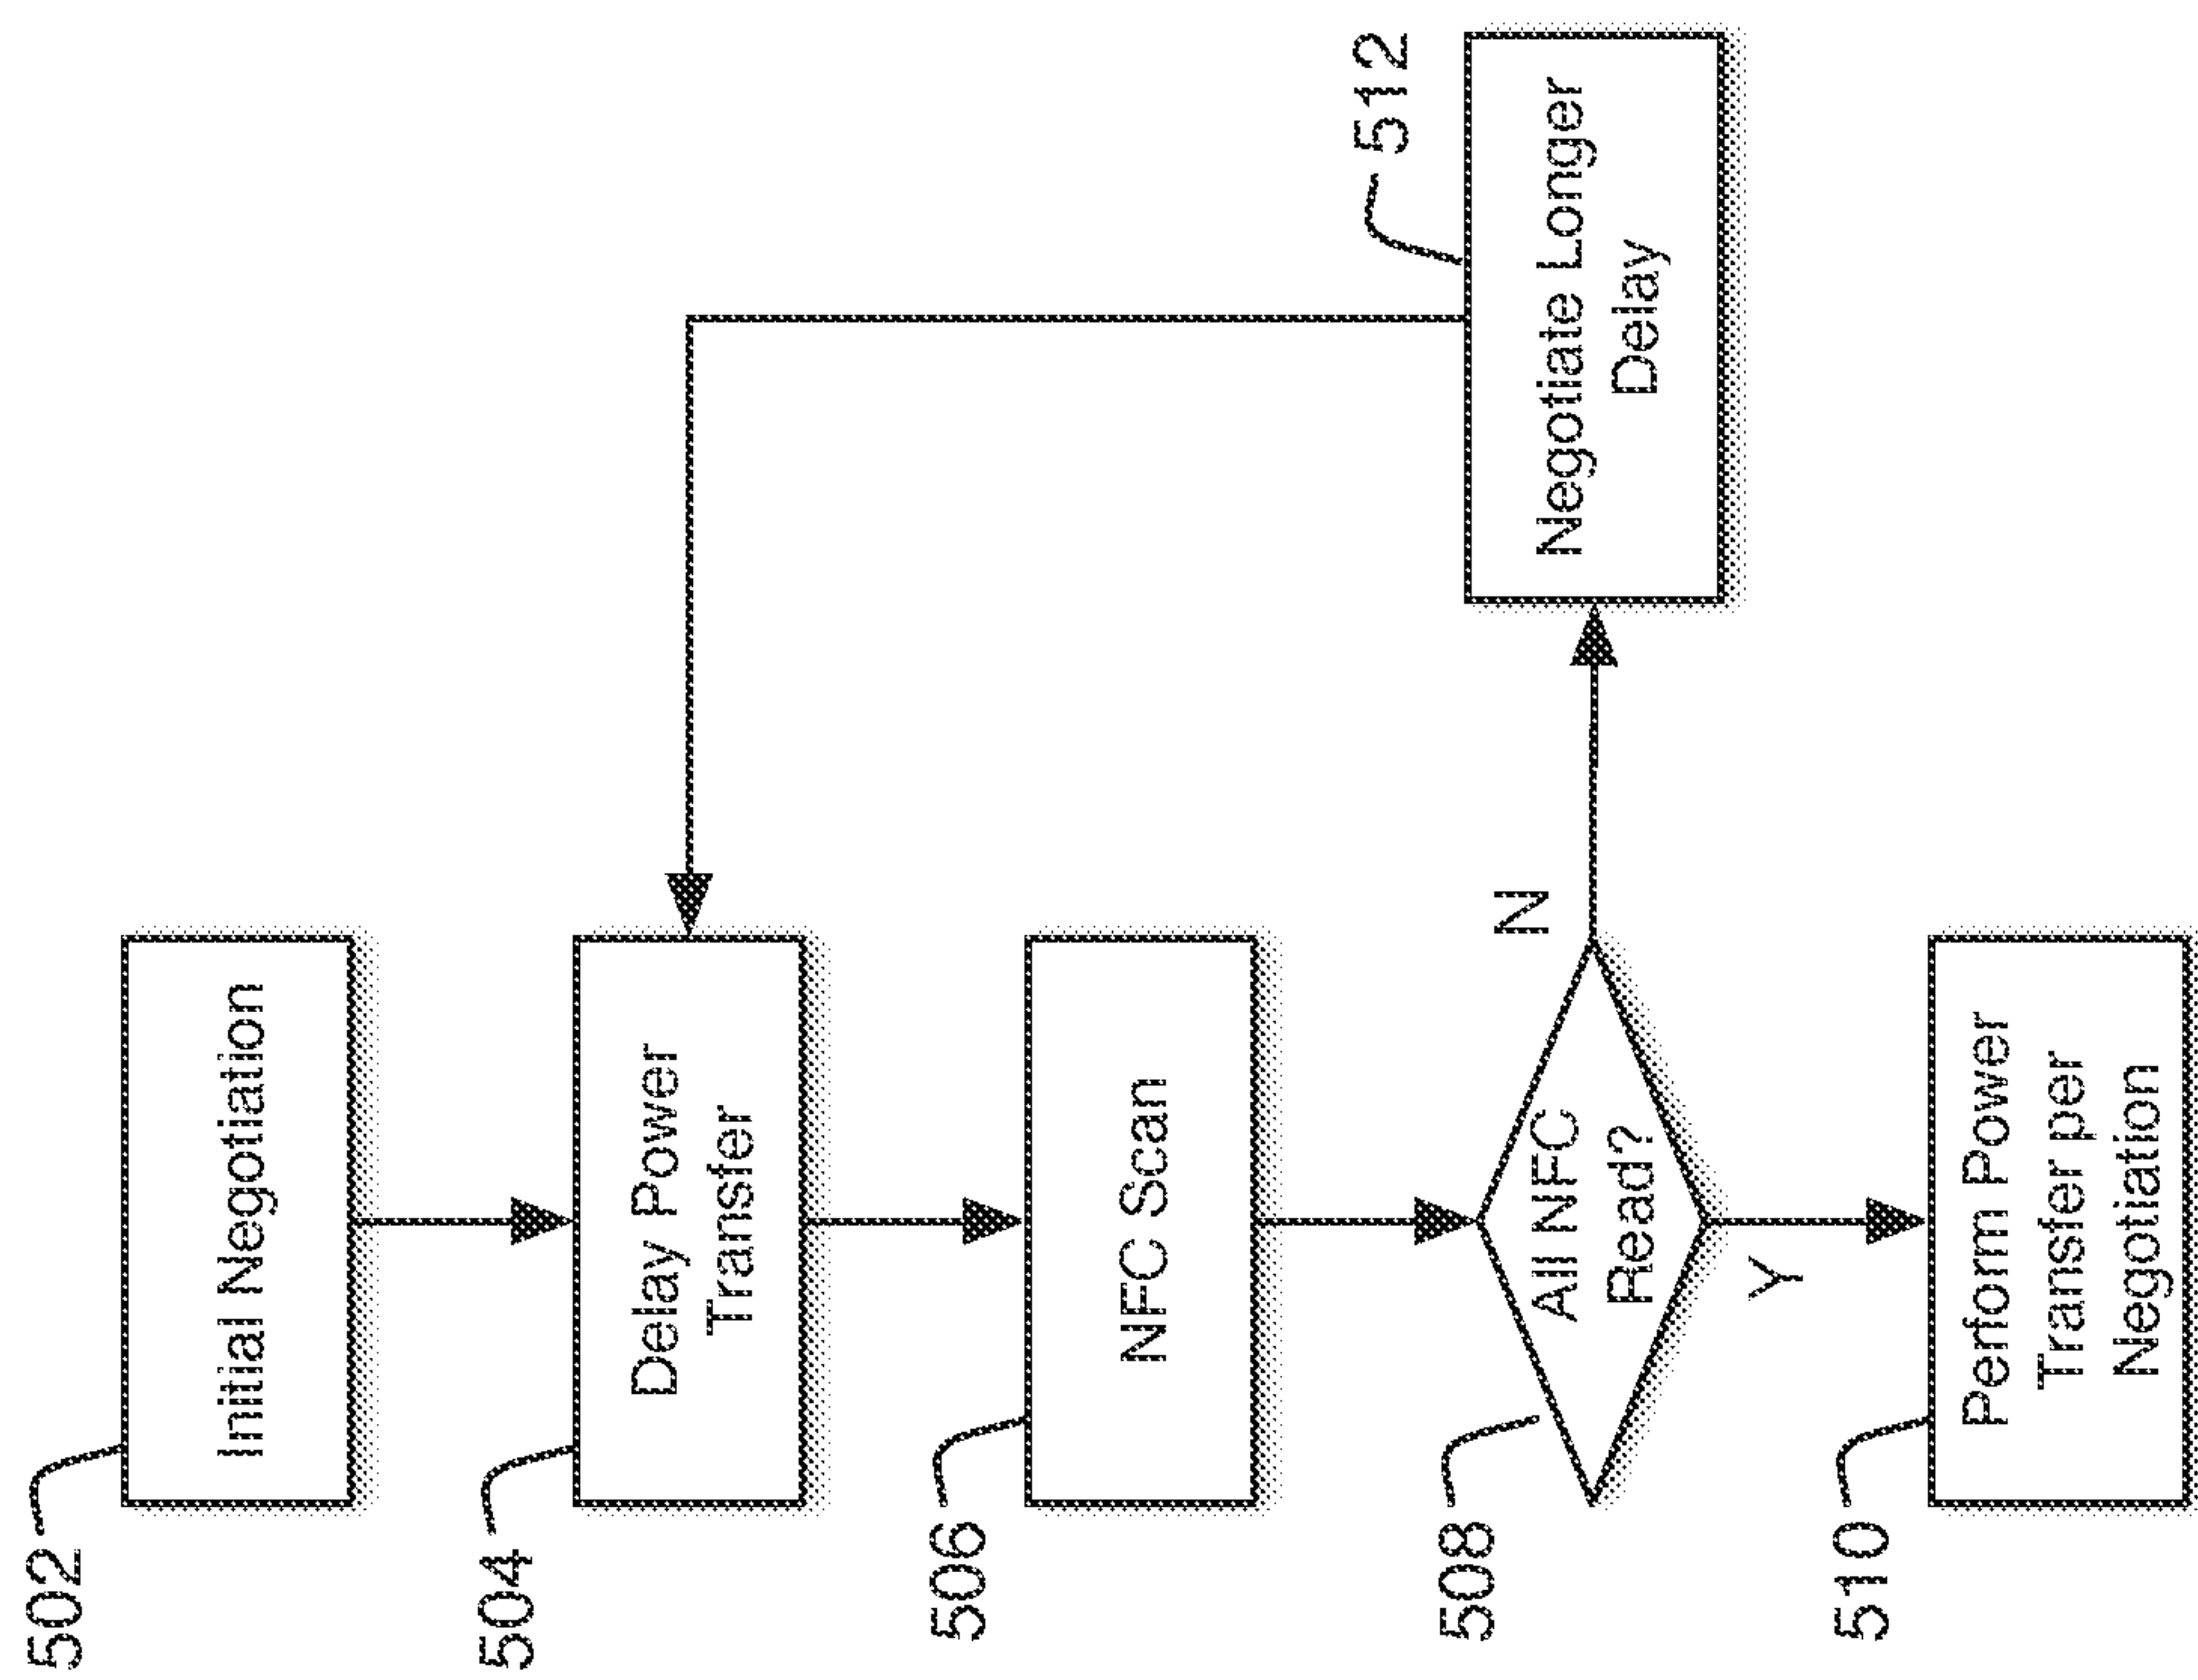 502
Initial Negotiation
504
Delay Power
Transfer
506
NFC Scan
508
All NFC
Read?
N
512
Negotiate Longer
Delay
Y
510
Perform Power
Transfer per
Negotiation